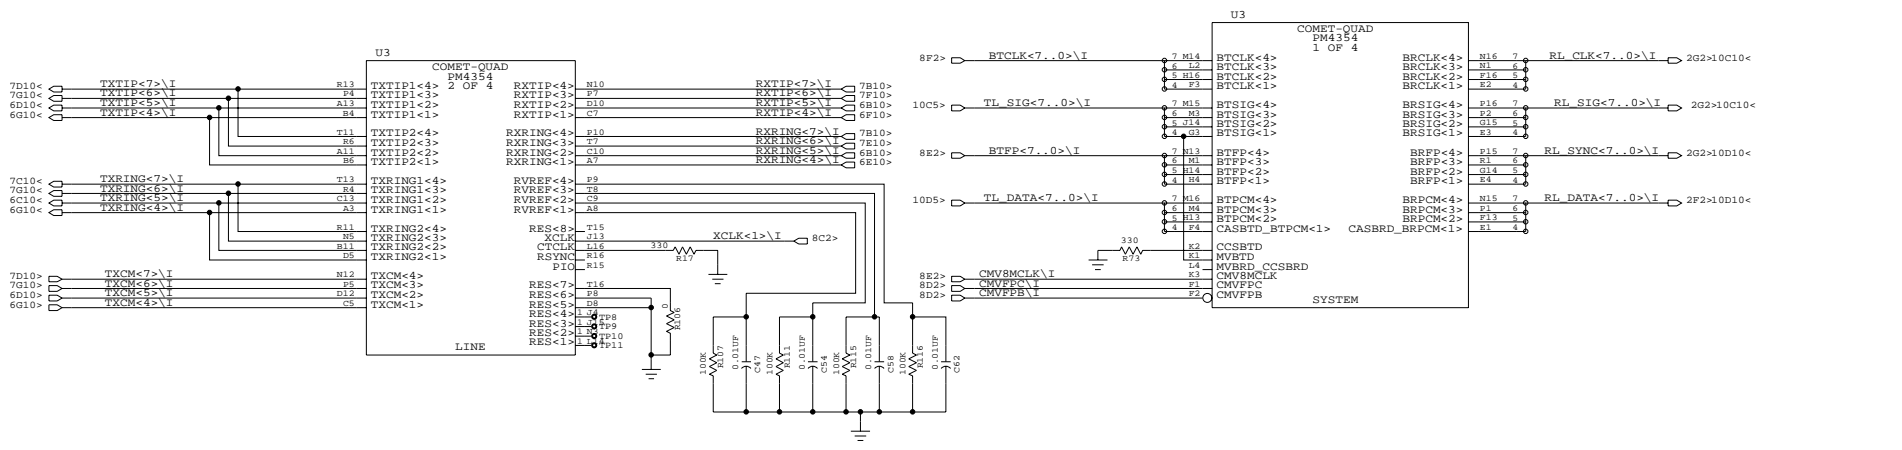 U3
COMET-QUAD
PM4354
2 OF 4
7D10< TXTIP<7>\I R13 TXTIP1<4> RXTIP<4> N10 RXTIP<7>\I 7B10>
7G10< TXTIP<6>\I P4 TXTIP1<3> RXTIP<3> P7 RXTIP<6>\I 7F10>
6D10< TXTIP<5>\I A13 TXTIP1<2> RXTIP<2> D10 RXTIP<5>\I 6B10>
6G10< TXTIP<4>\I B4 TXTIP1<1> RXTIP<1> C7 RXTIP<4>\I 6F10>
T11 TXTIP2<4> RXRING<4> P10 RXRING<7>\I 7B10>
R6 TXTIP2<3> RXRING<3> T7 RXRING<6>\I 7E10>
A11 TXTIP2<2> RXRING<2> C10 RXRING<5>\I 6B10>
B6 TXTIP2<1> RXRING<1> A7 RXRING<4>\I 6E10>
7C10< TXRING<7>\I T13 TXRING1<4> RVREF<4> P9
7G10< TXRING<6>\I R4 TXRING1<3> RVREF<3> T8
6C10< TXRING<5>\I C13 TXRING1<2> RVREF<2> C9
6G10< TXRING<4>\I A3 TXRING1<1> RVREF<1> A8
R11 TXRING2<4> RES<8> T15
N5 TXRING2<3> XCLK J13 XCLK<1>\I 8C2>
B11 TXRING2<2> CTCLK L16 330 R17
D5 TXRING2<1> RSYNC R16
PIO R15
7D10> TXCM<7>\I N12 TXCM<4> RES<7> T16
7G10> TXCM<6>\I P5 TXCM<3> RES<6> P8
6D10> TXCM<5>\I D12 TXCM<2> RES<5> D8
6G10> TXCM<4>\I C5 TXCM<1> RES<4> 1 TP8
RES<3> 1 TP9
RES<2> 1 TP10
RES<1> 1 TP11
LINE
0 R106
100K R107 0.01UF C47 100K R111 0.01UF C54 100K R115 0.01UF C58 100K R116 0.01UF C62
U3
COMET-QUAD
PM4354
1 OF 4
8F2> BTCLK<7..0>\I 7 M14 BTCLK<4> BRCLK<4> N16 7 RL_CLK<7..0>\I 2G2>10C10<
6 L2 BTCLK<3> BRCLK<3> N1 6
5 H16 BTCLK<2> BRCLK<2> F16 5
4 F3 BTCLK<1> BRCLK<1> E2 4
10C5> TL_SIG<7..0>\I 7 M15 BTSIG<4> BRSIG<4> P16 7 RL_SIG<7..0>\I 2G2>10C10<
6 M3 BTSIG<3> BRSIG<3> P2 6
5 J14 BTSIG<2> BRSIG<2> G15 5
4 G3 BTSIG<1> BRSIG<1> E3 4
8E2> BTFP<7..0>\I 7 N13 BTFP<4> BRFP<4> P15 7 RL_SYNC<7..0>\I 2G2>10D10<
6 M1 BTFP<3> BRFP<3> R1 6
5 H14 BTFP<2> BRFP<2> G14 5
4 H4 BTFP<1> BRFP<1> E4 4
10D5> TL_DATA<7..0>\I 7 M16 BTPCM<4> BRPCM<4> N15 7 RL_DATA<7..0>\I 2F2>10D10<
6 M4 BTPCM<3> BRPCM<3> P1 6
5 H13 BTPCM<2> BRPCM<2> F13 5
4 F4 CASBTD_BTPCM<1> CASBRD_BRPCM<1> E1 4
330 R73 K2 CCSBTD
K1 MVBTD
L4 MVBRD_CCSBRD
8E2> CMV8MCLK\I K3 CMV8MCLK
8D2> CMVFPC\I F1 CMVFPC
8D2> CMVFPB\I F2 CMVFPB
SYSTEM